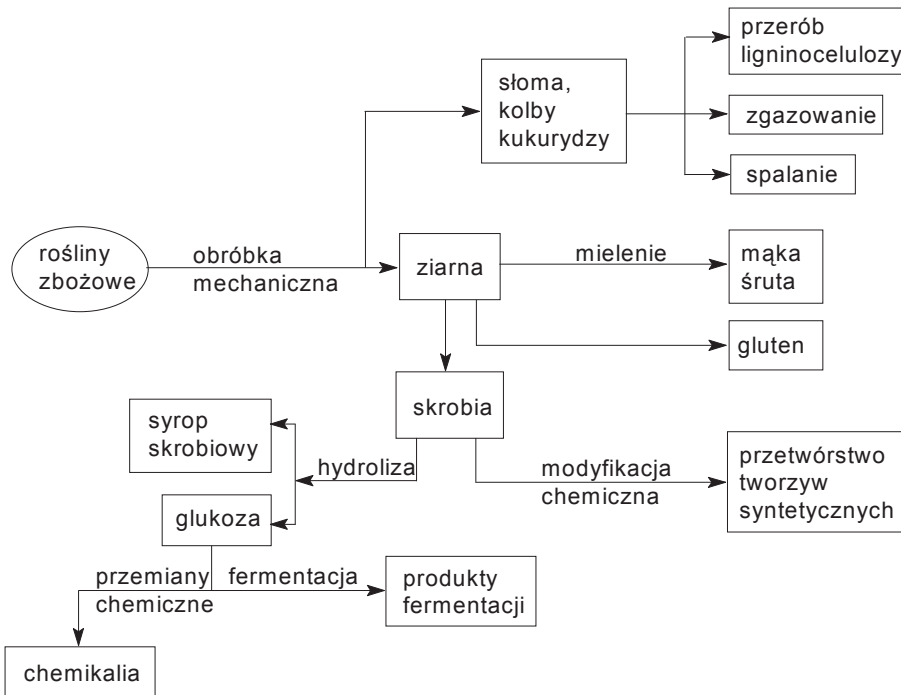 przerób
ligninocelulozy
słoma,
kolby
kukurydzy
zgazowanie
spalanie
rośliny
zbożowe
obróbka
mechaniczna
ziarna
mielenie
mąka
śruta
gluten
skrobia
syrop
skrobiowy
hydroliza
modyfikacja
chemiczna
przetwórstwo
tworzyw
syntetycznych
glukoza
przemiany
chemiczne
fermentacja
produkty
fermentacji
chemikalia